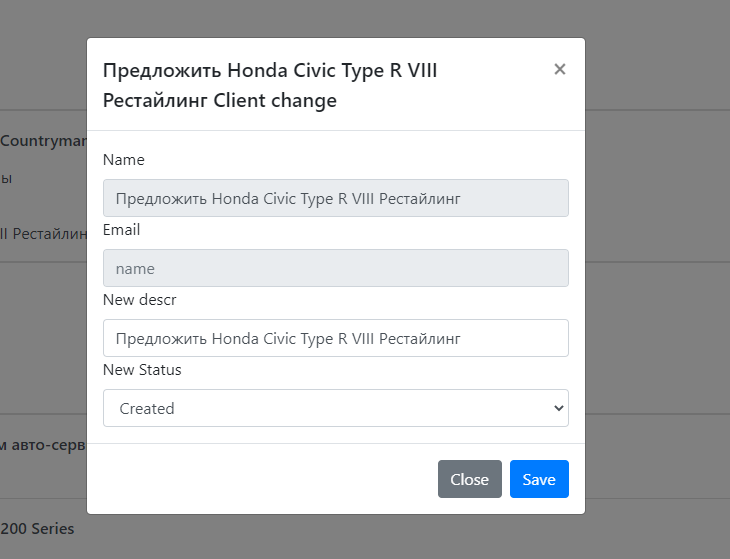 Предложить Honda Civic Type R VIII
Рестайлинг Client change
×
Name
Предложить Honda Civic Type R VIII Рестайлинг
Email
name
New descr
Предложить Honda Civic Type R VIII Рестайлинг
New Status
Created
Close Save
Countryman
ы
II Рестайлин
м авто-серв
200 Series